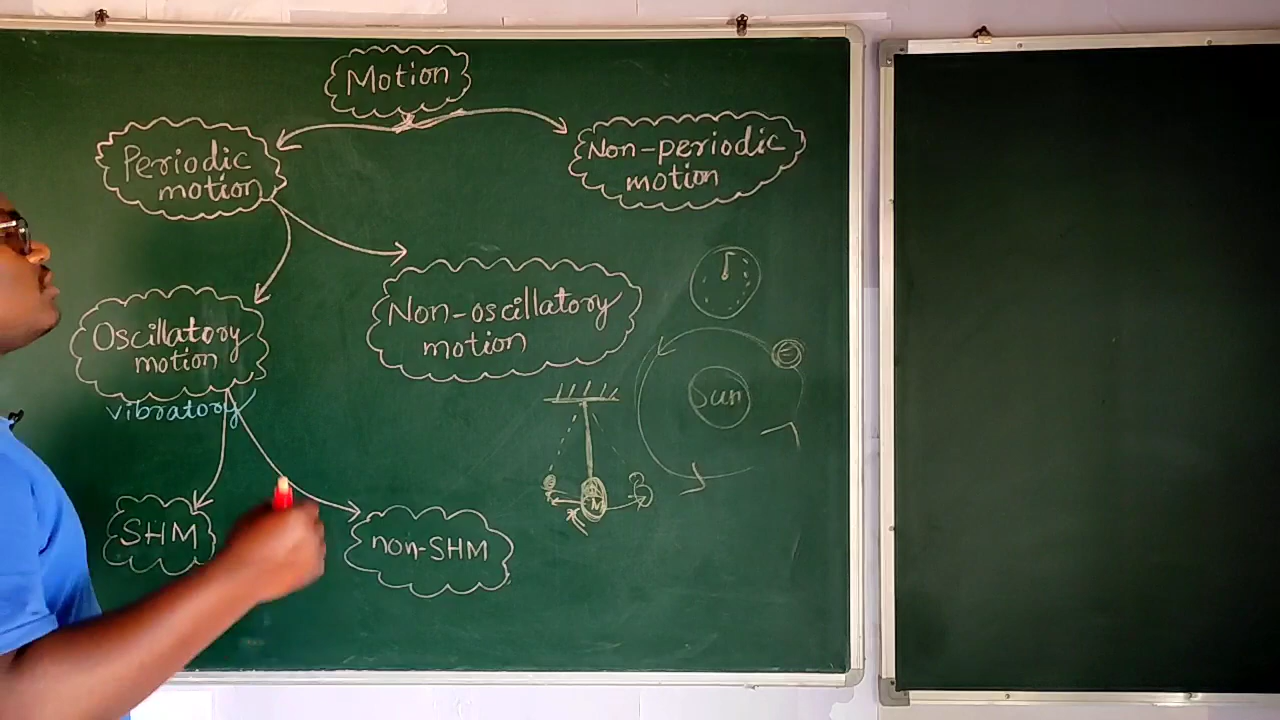 Motion
Periodic
motion
Non-periodic
motion
Oscillatory
motion
vibratory
Non-oscillatory
motion
E
Sun
B
SHM
non-SHM